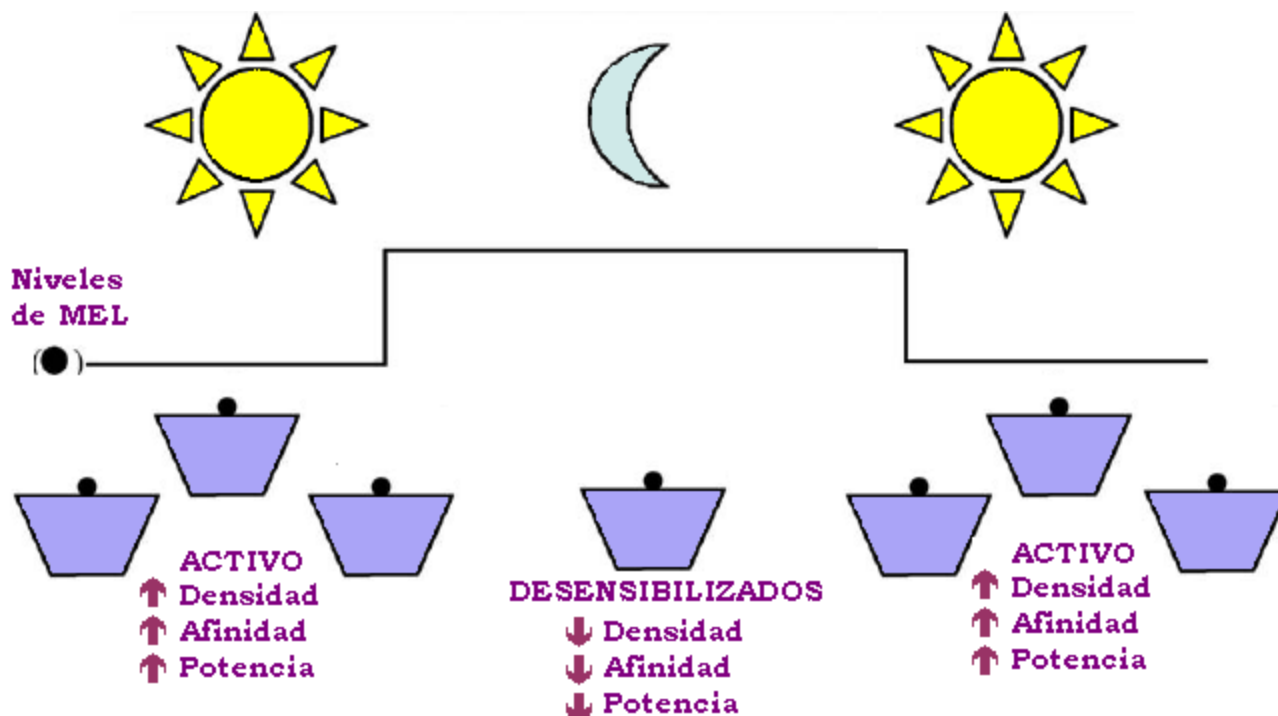 Niveles
de MEL
(●)
ACTIVO
Densidad
Afinidad
Potencia
DESENSIBILIZADOS
Densidad
Afinidad
Potencia
ACTIVO
Densidad
Afinidad
Potencia